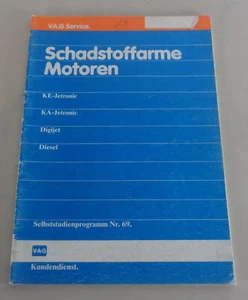 V.A.G Service.
Schadstoffarme
Motoren
KE-Jetronic
KA-Jetronic
Digijet
Diesel
Selbststudienprogramm Nr. 69.
V·A·G
Kundendienst.